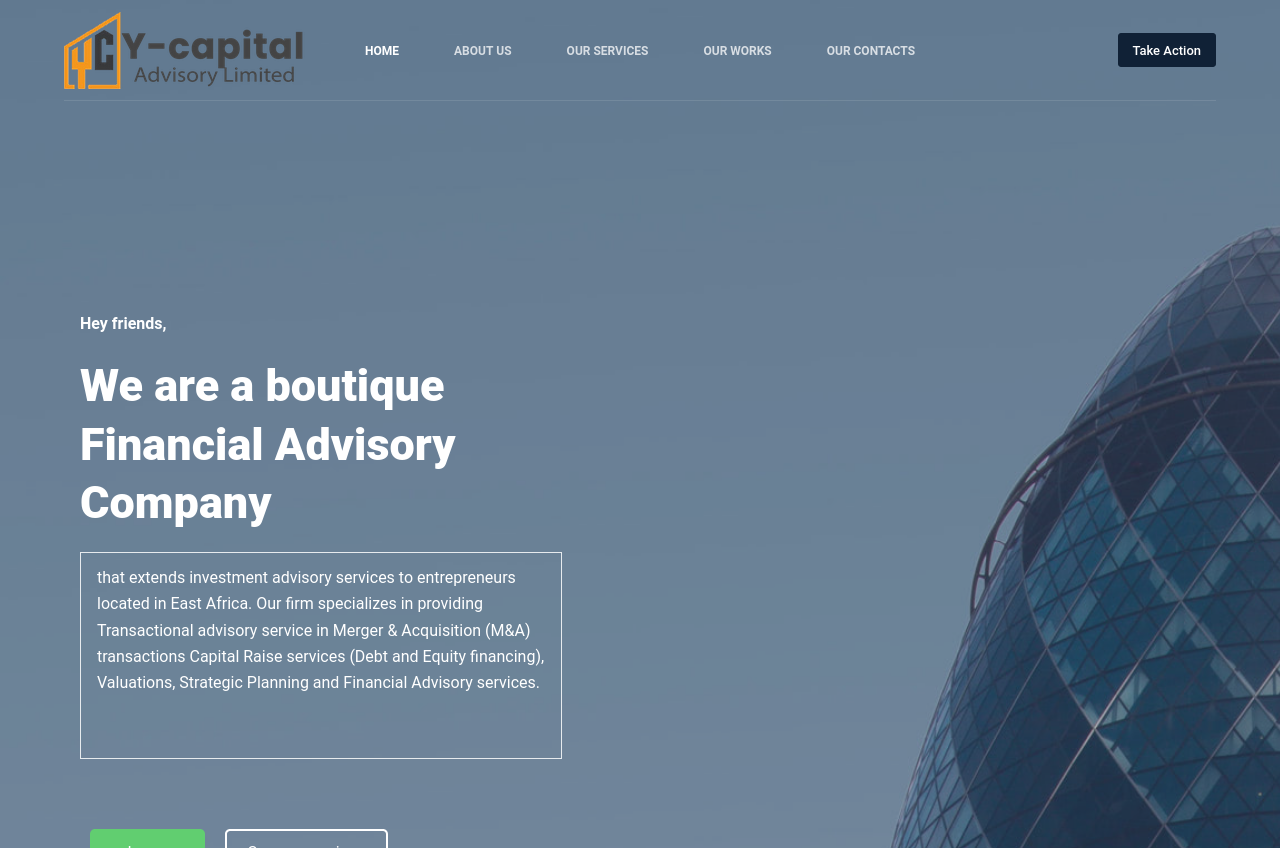 Y-capital
Advisory Limited
HOME
ABOUT US
OUR SERVICES
OUR WORKS
OUR CONTACTS
Take Action
Hey friends,
We are a boutique
Financial Advisory
Company
that extends investment advisory services to entrepreneurs
located in East Africa. Our firm specializes in providing
Transactional advisory service in Merger & Acquisition (M&A)
transactions Capital Raise services (Debt and Equity financing),
Valuations, Strategic Planning and Financial Advisory services.